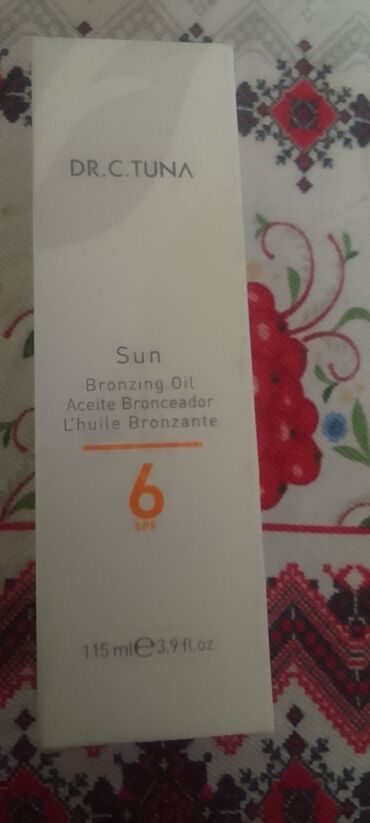 DR.C.TUNA
Sun
Bronzing Oil
Aceite Bronceador
L'huile Bronzante
6
SPF
115 ml℮3.9 fl.oz.